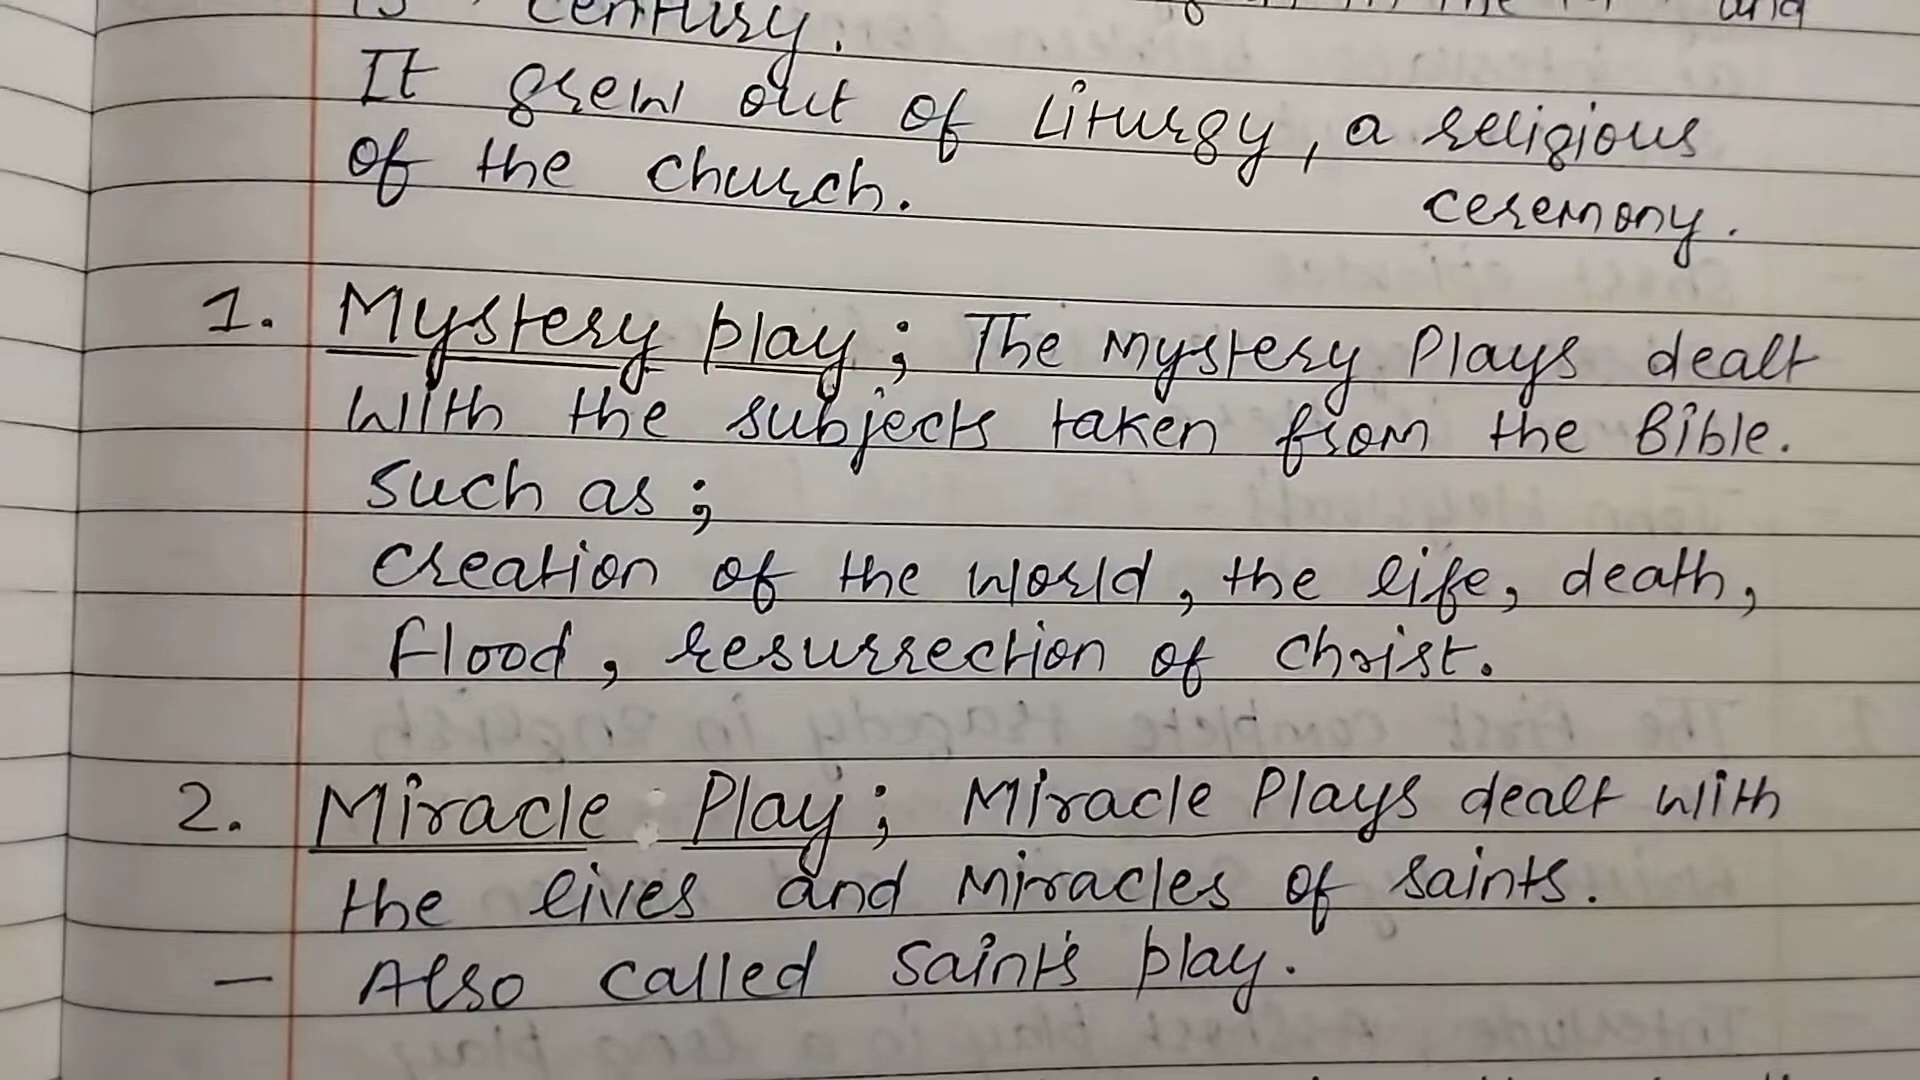 century.
and
It grew out of Liturgy, a religious
ceremony.
of the church.
1. Mystery play; The Mystery Plays dealt
with the subjects taken from the Bible.
such as;
creation of the world, the life, death,
flood, resurrection of Christ.
2. Miracle Play; Miracle Plays dealt with
the lives and Miracles of saints.
- Also called Saint's play.